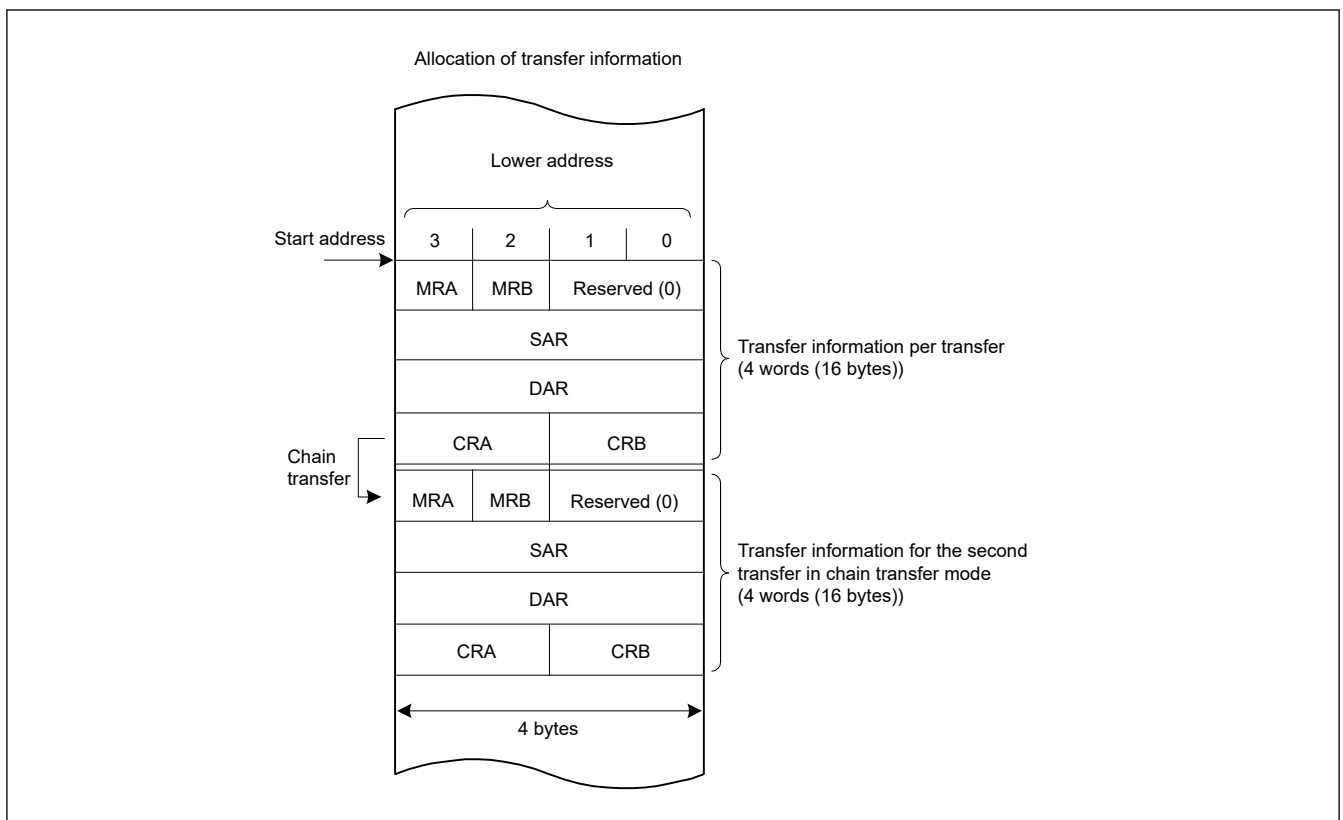 Allocation of transfer information
Lower address
Start address
3 2 1 0
MRA MRB Reserved (0)
SAR
DAR
CRA CRB
Transfer information per transfer
(4 words (16 bytes))
Chain
transfer
MRA MRB Reserved (0)
SAR
DAR
CRA CRB
Transfer information for the second
transfer in chain transfer mode
(4 words (16 bytes))
4 bytes